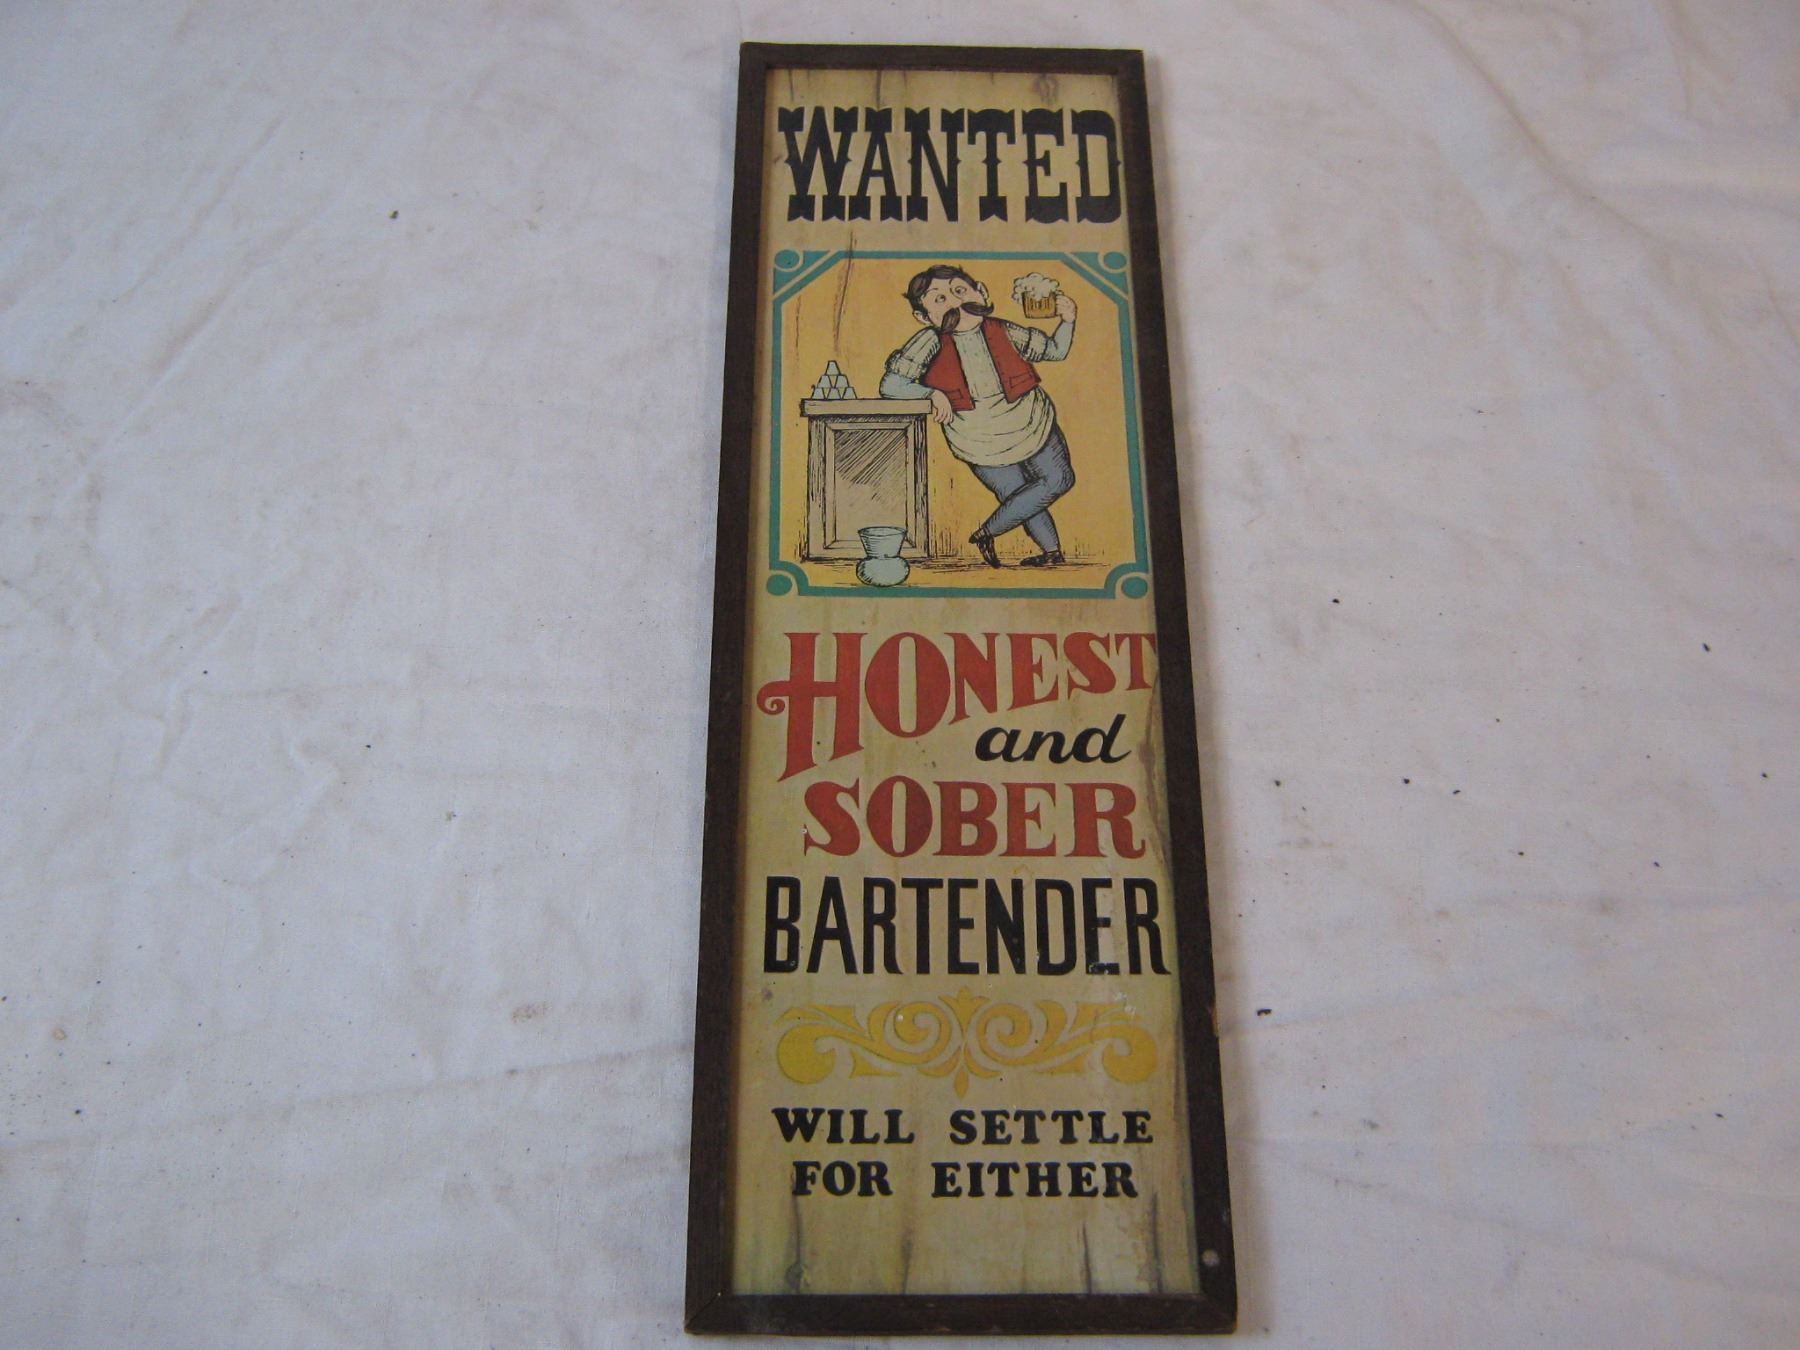 WANTED
HONEST
and
SOBER
BARTENDER
WILL SETTLE
FOR EITHER